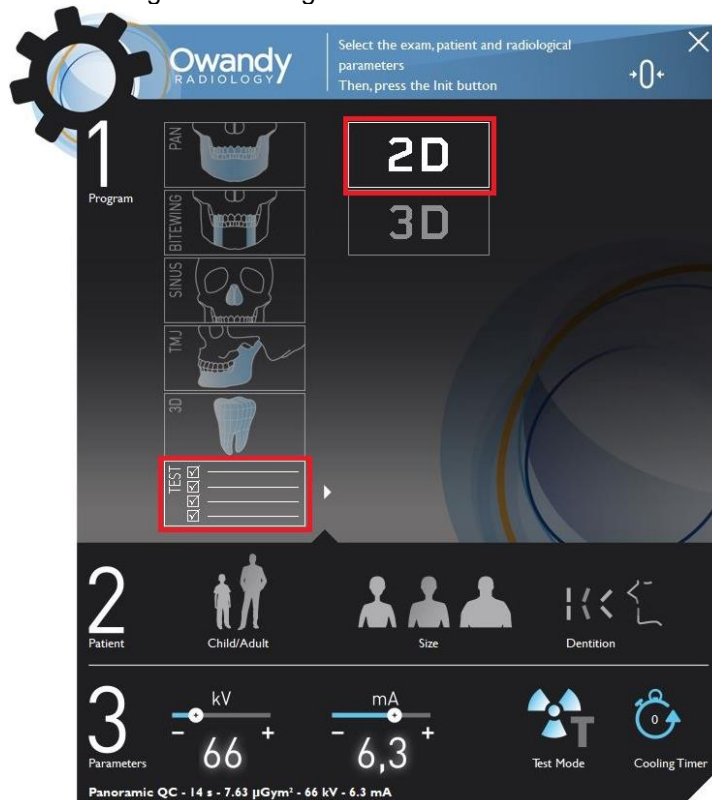 Owandy
RADIOLOGY
Select the exam, patient and radiological
parameters
Then, press the Init button
→0←
1
Program
PAN
2D
BITEWING
3D
SINUS
TMJ
3D
TEST
2
Patient
Child/Adult
Size
Dentition
3
Parameters
kV
- +
66
mA
- +
6,3
T
Test Mode
0
Cooling Timer
Panoramic QC - 14 s - 7.63 µGym² - 66 kV - 6.3 mA